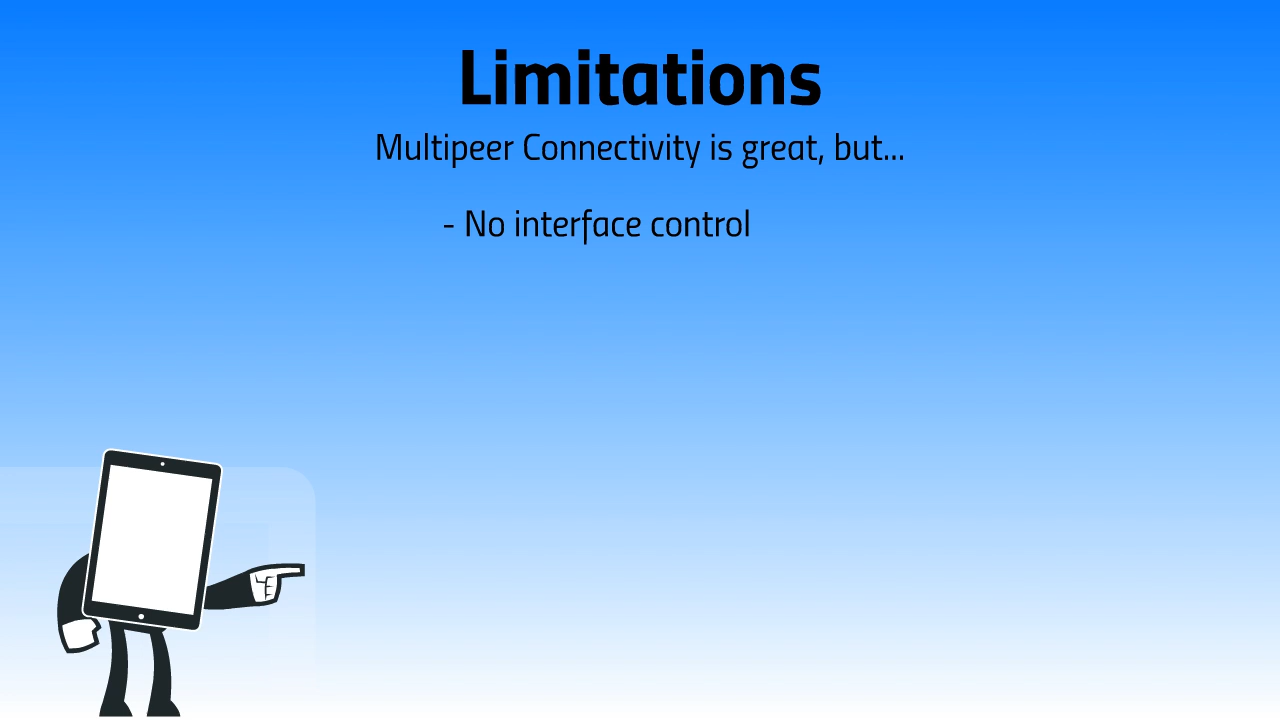 Limitations
Multipeer Connectivity is great, but...
- No interface control